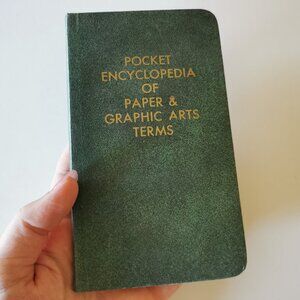 POCKET
ENCYCLOPEDIA
OF
PAPER &
GRAPHIC ARTS
TERMS